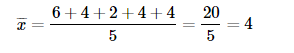 x̄ = (6 + 4 + 2 + 4 + 4)/5 = 20/5 = 4